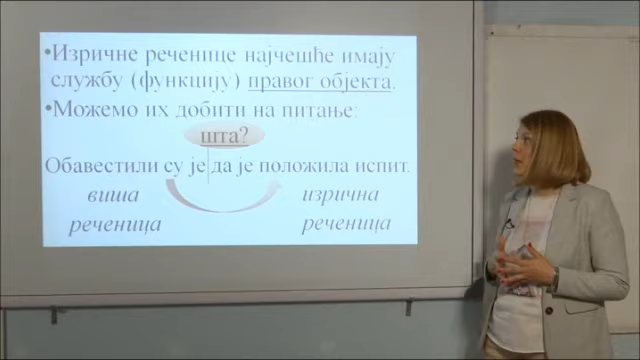 •Изричне реченице најчешће имају
службу (функцију) правог објекта.
•Можемо их добити на питање:
шта?
Обавестили су је да је положила испит.
виша изрична
реченица реченица